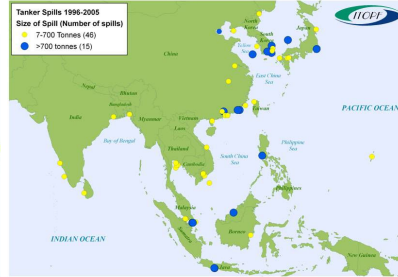 Tanker Spills 1996-2005
Size of Spill (Number of spills)
7-700 Tonnes (46)
>700 tonnes (15)
ITOPF
North Korea
South Korea
Japan
Yellow Sea
China
East China Sea
Nepal
Bhutan
Bangladesh
Taiwan
PACIFIC OCEAN
India
Myanmar
Vietnam
Laos
Bay of Bengal
Thailand
Philippine Sea
South China Sea
Cambodia
Philippines
Malaysia
INDIAN OCEAN
Sumatra
Borneo
New Guinea